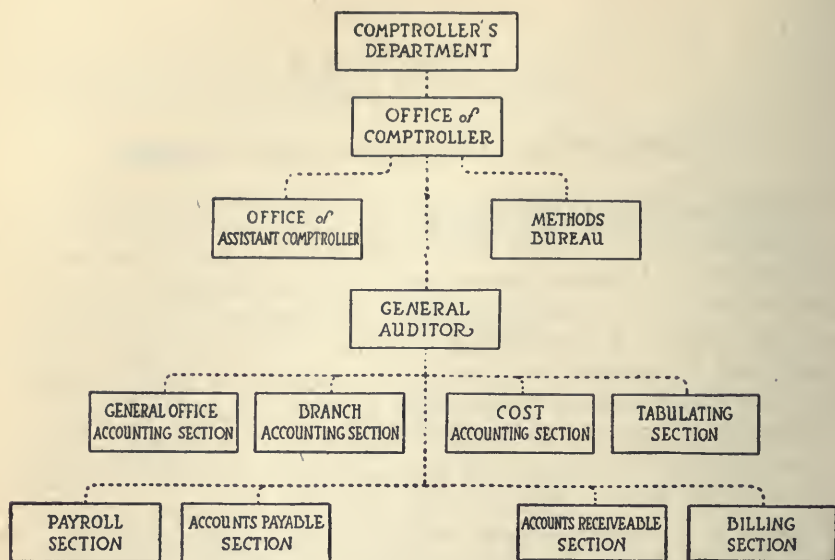 COMPTROLLER'S
DEPARTMENT
OFFICE of
COMPTROLLER
OFFICE of
ASSISTANT COMPTROLLER
METHODS
BUREAU
GENERAL
AUDITOR
GENERAL OFFICE
ACCOUNTING SECTION
BRANCH
ACCOUNTING SECTION
COST
ACCOUNTING SECTION
TABULATING
SECTION
PAYROLL
SECTION
ACCOUNTS PAYABLE
SECTION
ACCOUNTS RECEIVEABLE
SECTION
BILLING
SECTION